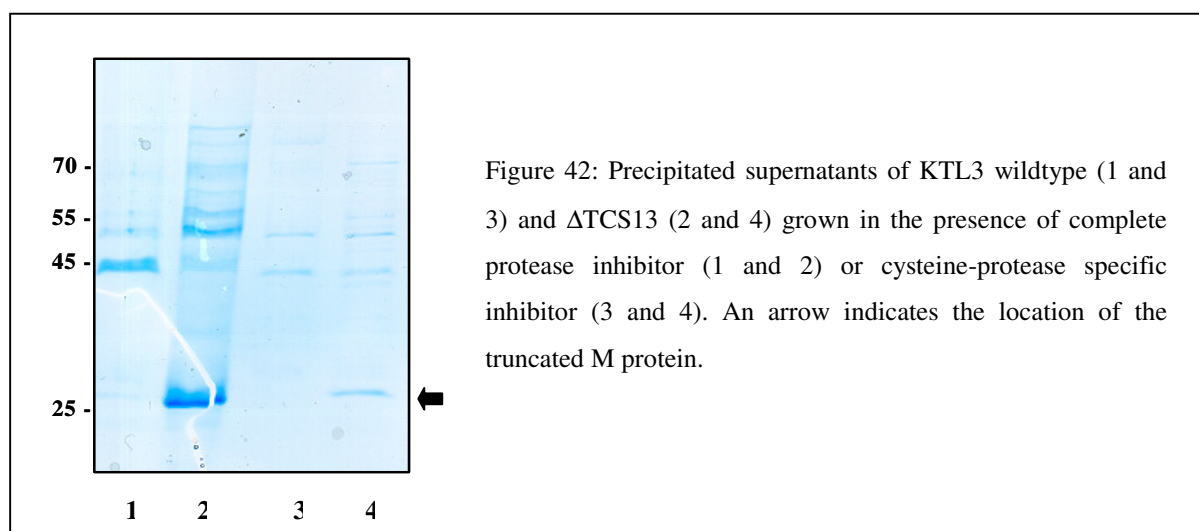 70 -
55 -
45 -
25 -
1 2 3 4
Figure 42: Precipitated supernatants of KTL3 wildtype (1 and
3) and ΔTCS13 (2 and 4) grown in the presence of complete
protease inhibitor (1 and 2) or cysteine-protease specific
inhibitor (3 and 4). An arrow indicates the location of the
truncated M protein.